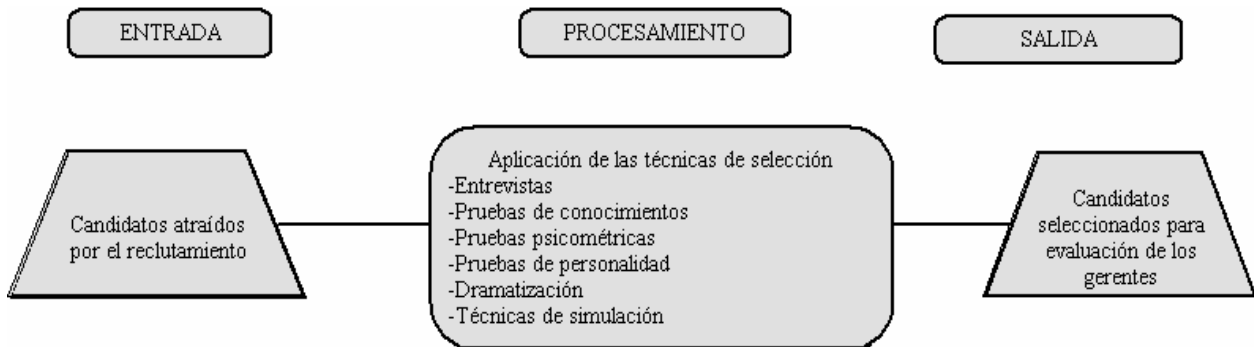 ENTRADA
PROCESAMIENTO
SALIDA
Candidatos atraídos
por el reclutamiento
Aplicación de las técnicas de selección
-Entrevistas
-Pruebas de conocimientos
-Pruebas psicométricas
-Pruebas de personalidad
-Dramatización
-Técnicas de simulación
Candidatos
seleccionados para
evaluación de los
gerentes